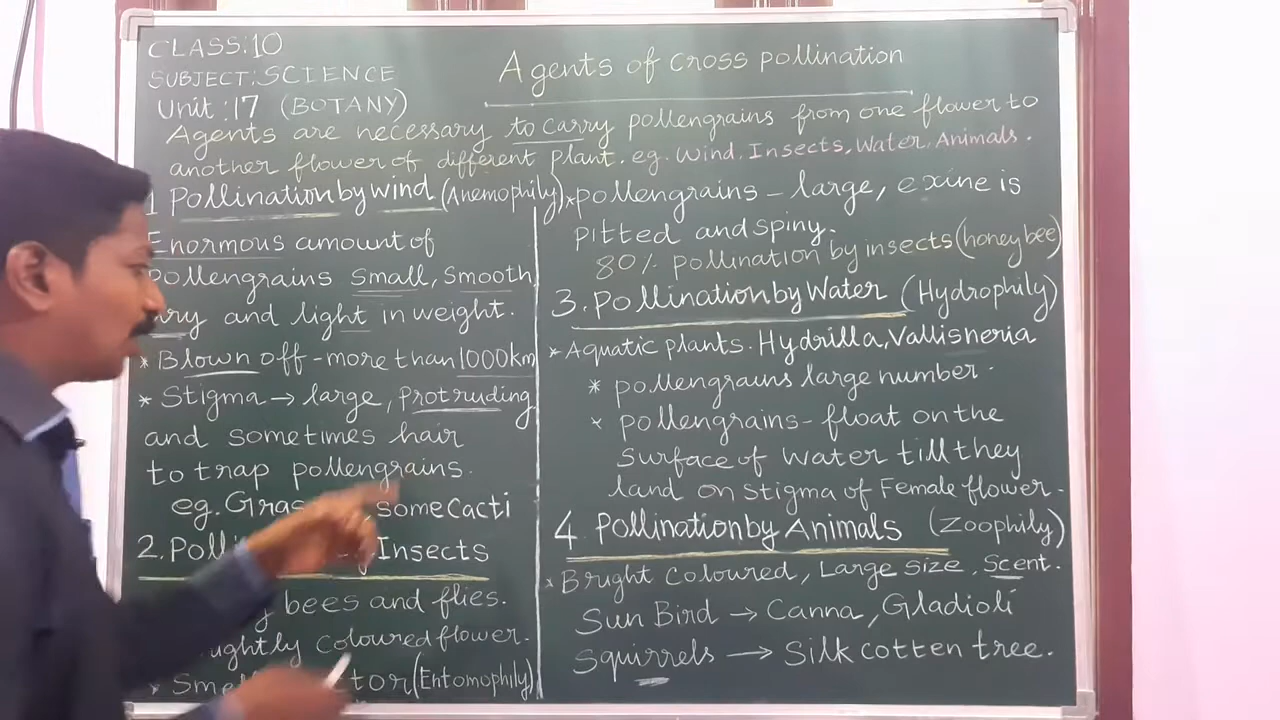 CLASS:10
SUBJECT: SCIENCE
Unit :17 (BOTANY)
Agents of cross pollination
Agents are necessary to carry pollengrains from one flower to
another flower of different plant. eg. Wind, Insects, Water, Animals.
1 Pollination by wind (Anemophily)
Enormous amount of
pollengrains small, Smooth,
and light in weight.
* Blown off - more than 1000km
* Stigma → large, Protruding
and sometimes hair
to trap pollengrains.
eg. some Cacti
2. Insects
bees and flies.
coloured flower.
* (Entomophily)
* pollengrains - large, exine is
Pitted and spiny.
80% pollination by insects (honey bee)
3. Pollination by Water (Hydrophily)
* Aquatic plants. Hydrilla, Vallisneria
* pollengrains large number.
* pollengrains - float on the
surface of water till they
land on stigma of Female flower.
4. Pollination by Animals (Zoophily)
* Bright Coloured, Large size, Scent.
Sun Bird → Canna, Gladioli
Squirrels → Silk cotten tree.